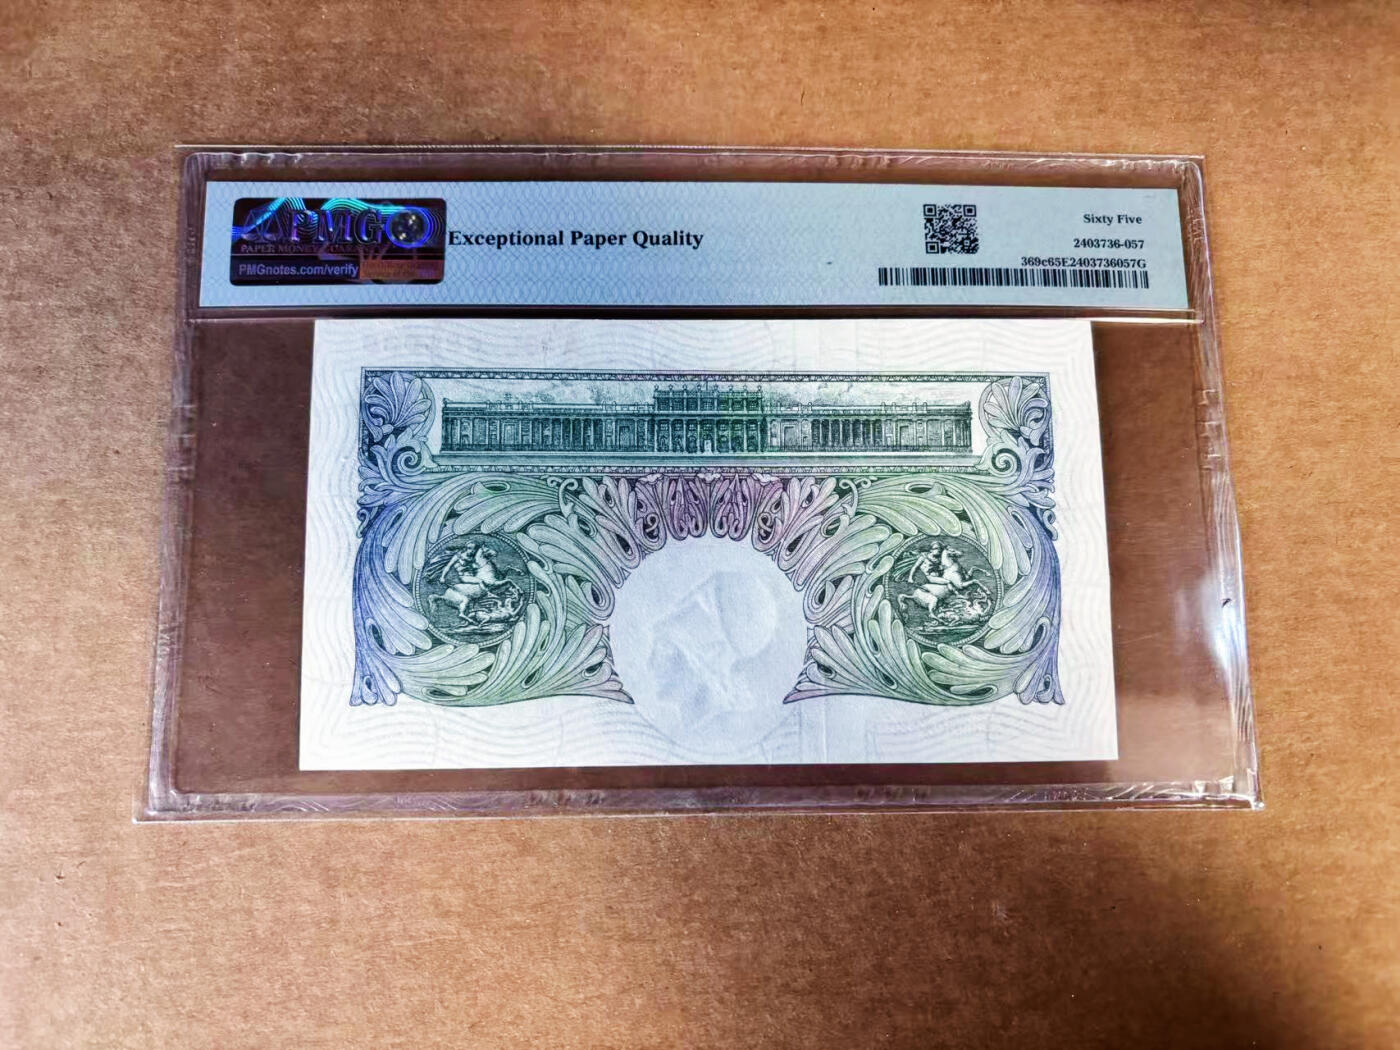 PMG
PAPER MONEY GUARANTY
PMGnotes.com/verify
Exceptional Paper Quality
Sixty Five
2403736-057
369c65E2403736057G